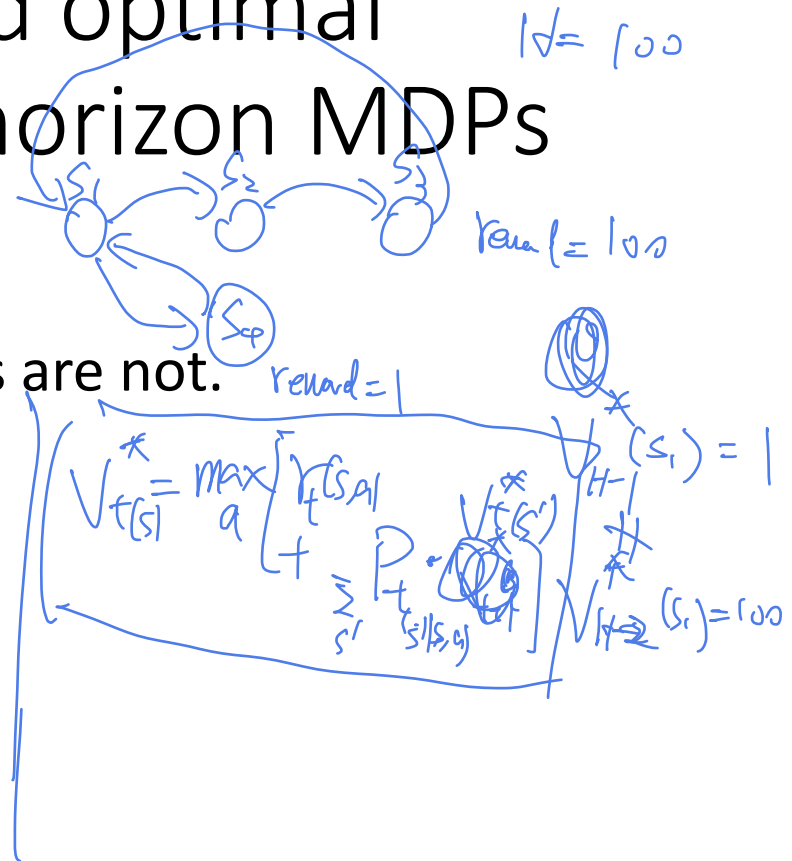 d optimal
H = 100
horizon MDPs
S1 S2 S3
reward = 100
Scp
s are not.
reward = 1
V*t(s) = max a [ rt(s,a) + Σ s' Pt(s'|s,a) · V*t+1(s') ]
V*H-1(s1) = 1
≠
V*H-2(s1) = 100